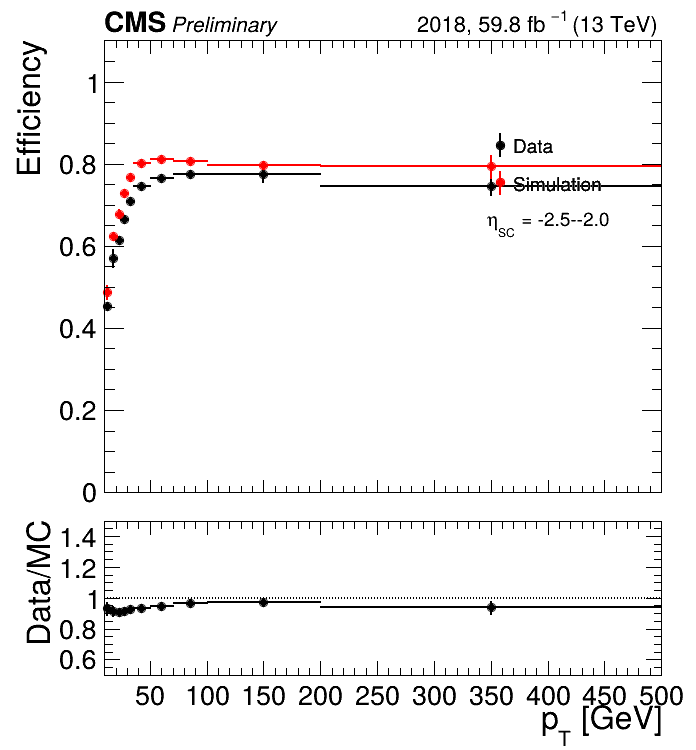 CMS Preliminary 2018, 59.8 fb⁻¹ (13 TeV)
Efficiency
1
0.8
0.6
0.4
0.2
0
Data
Simulation
ηSC = -2.5--2.0
Data/MC
1.4
1.2
1
0.8
0.6
50 100 150 200 250 300 350 400 450 500
pT [GeV]